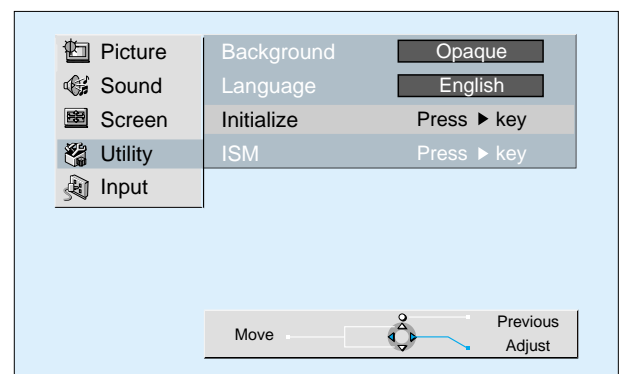 Picture
Sound
Screen
Utility
Input
Background Opaque
Language English
Initialize Press ▶ key
ISM Press ▶ key
Move
Previous
Adjust